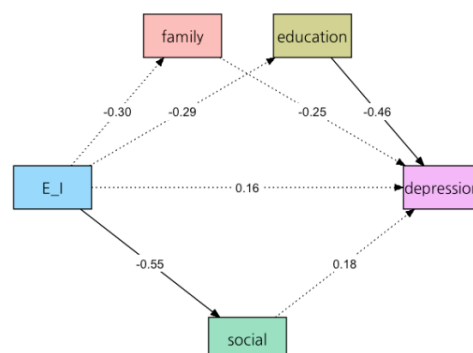 family education
-0.30 -0.29 -0.25 -0.46
E_I 0.16 depression
-0.55 0.18
social